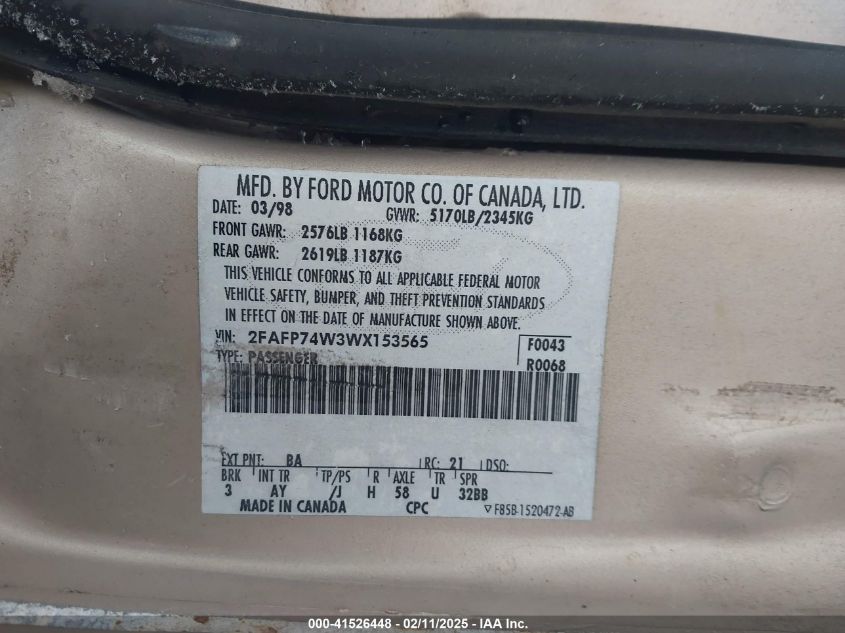 MFD. BY FORD MOTOR CO. OF CANADA, LTD.
DATE: 03/98 GVWR: 5170LB/2345KG
FRONT GAWR: 2576LB 1168KG
REAR GAWR: 2619LB 1187KG
THIS VEHICLE CONFORMS TO ALL APPLICABLE FEDERAL MOTOR
VEHICLE SAFETY, BUMPER, AND THEFT PREVENTION STANDARDS
IN EFFECT ON THE DATE OF MANUFACTURE SHOWN ABOVE.
VIN: 2FAFP74W3WX153565 F0043
TYPE: PASSENGER R0068
EXT PNT: BA RC: 21 DSO:
BRK INT TR TP/PS R AXLE TR SPR
3 AY /J H 58 U 32BB
MADE IN CANADA CPC ▽ F85B-1520472-AB
000-41526448 - 02/11/2025 - IAA Inc.